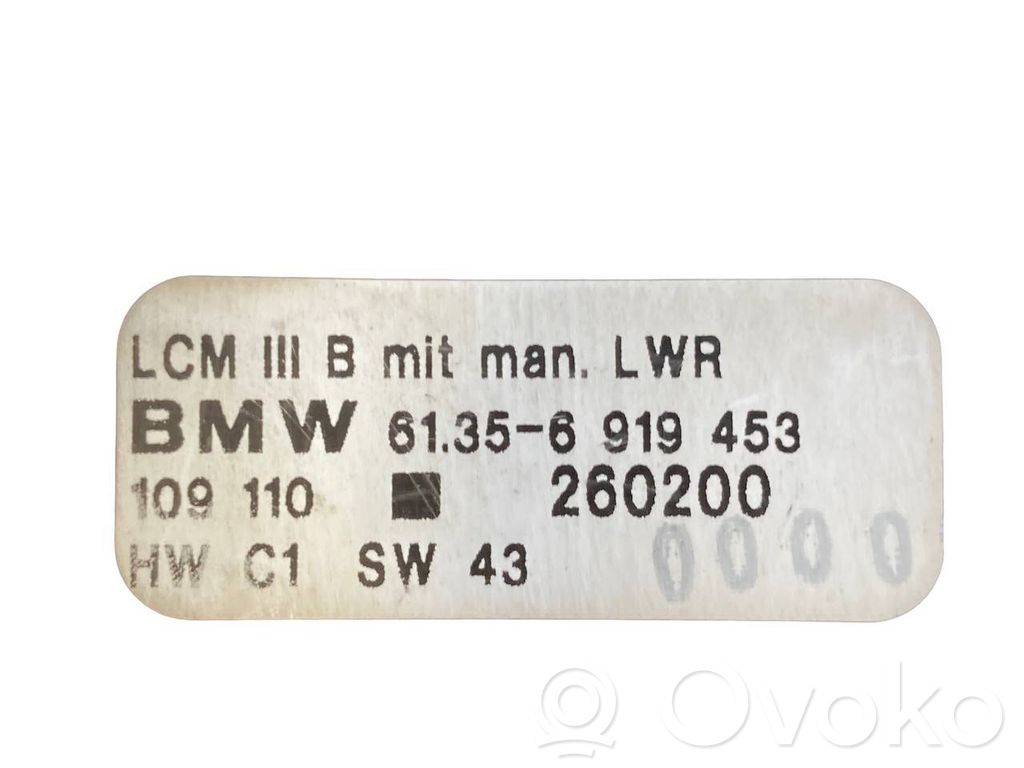 LCM III B mit man. LWR
BMW 61.35-6 919 453
109 110 ■ 260200
HW C1 SW 43 0000
Ovoko